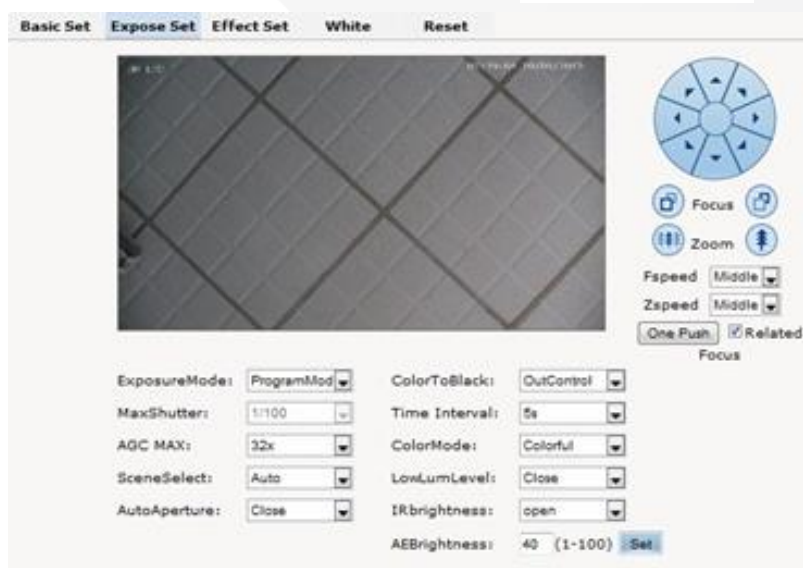 Basic Set Expose Set Effect Set White Reset
Focus
Zoom
Fspeed Middle
Zspeed Middle
One Push Related
Focus
ExposureMode: ProgramMod ColorToBlack: OutControl
MaxShutter: 1/100 Time Interval: 5s
AGC MAX: 32x ColorMode: Colorful
SceneSelect: Auto LowLumLevel: Close
AutoAperture: Close IRbrightness: open
AEBrightness: 40 (1-100) Set